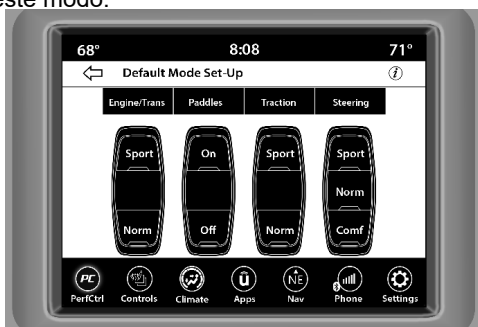 este modo.
68° 8:08 71°
Default Mode Set-Up i
Engine/Trans Paddles Traction Steering
Sport On Sport Sport
Norm
Norm Off Norm Comf
PC û NE
PerfCtrl Controls Climate Apps Nav Phone Settings